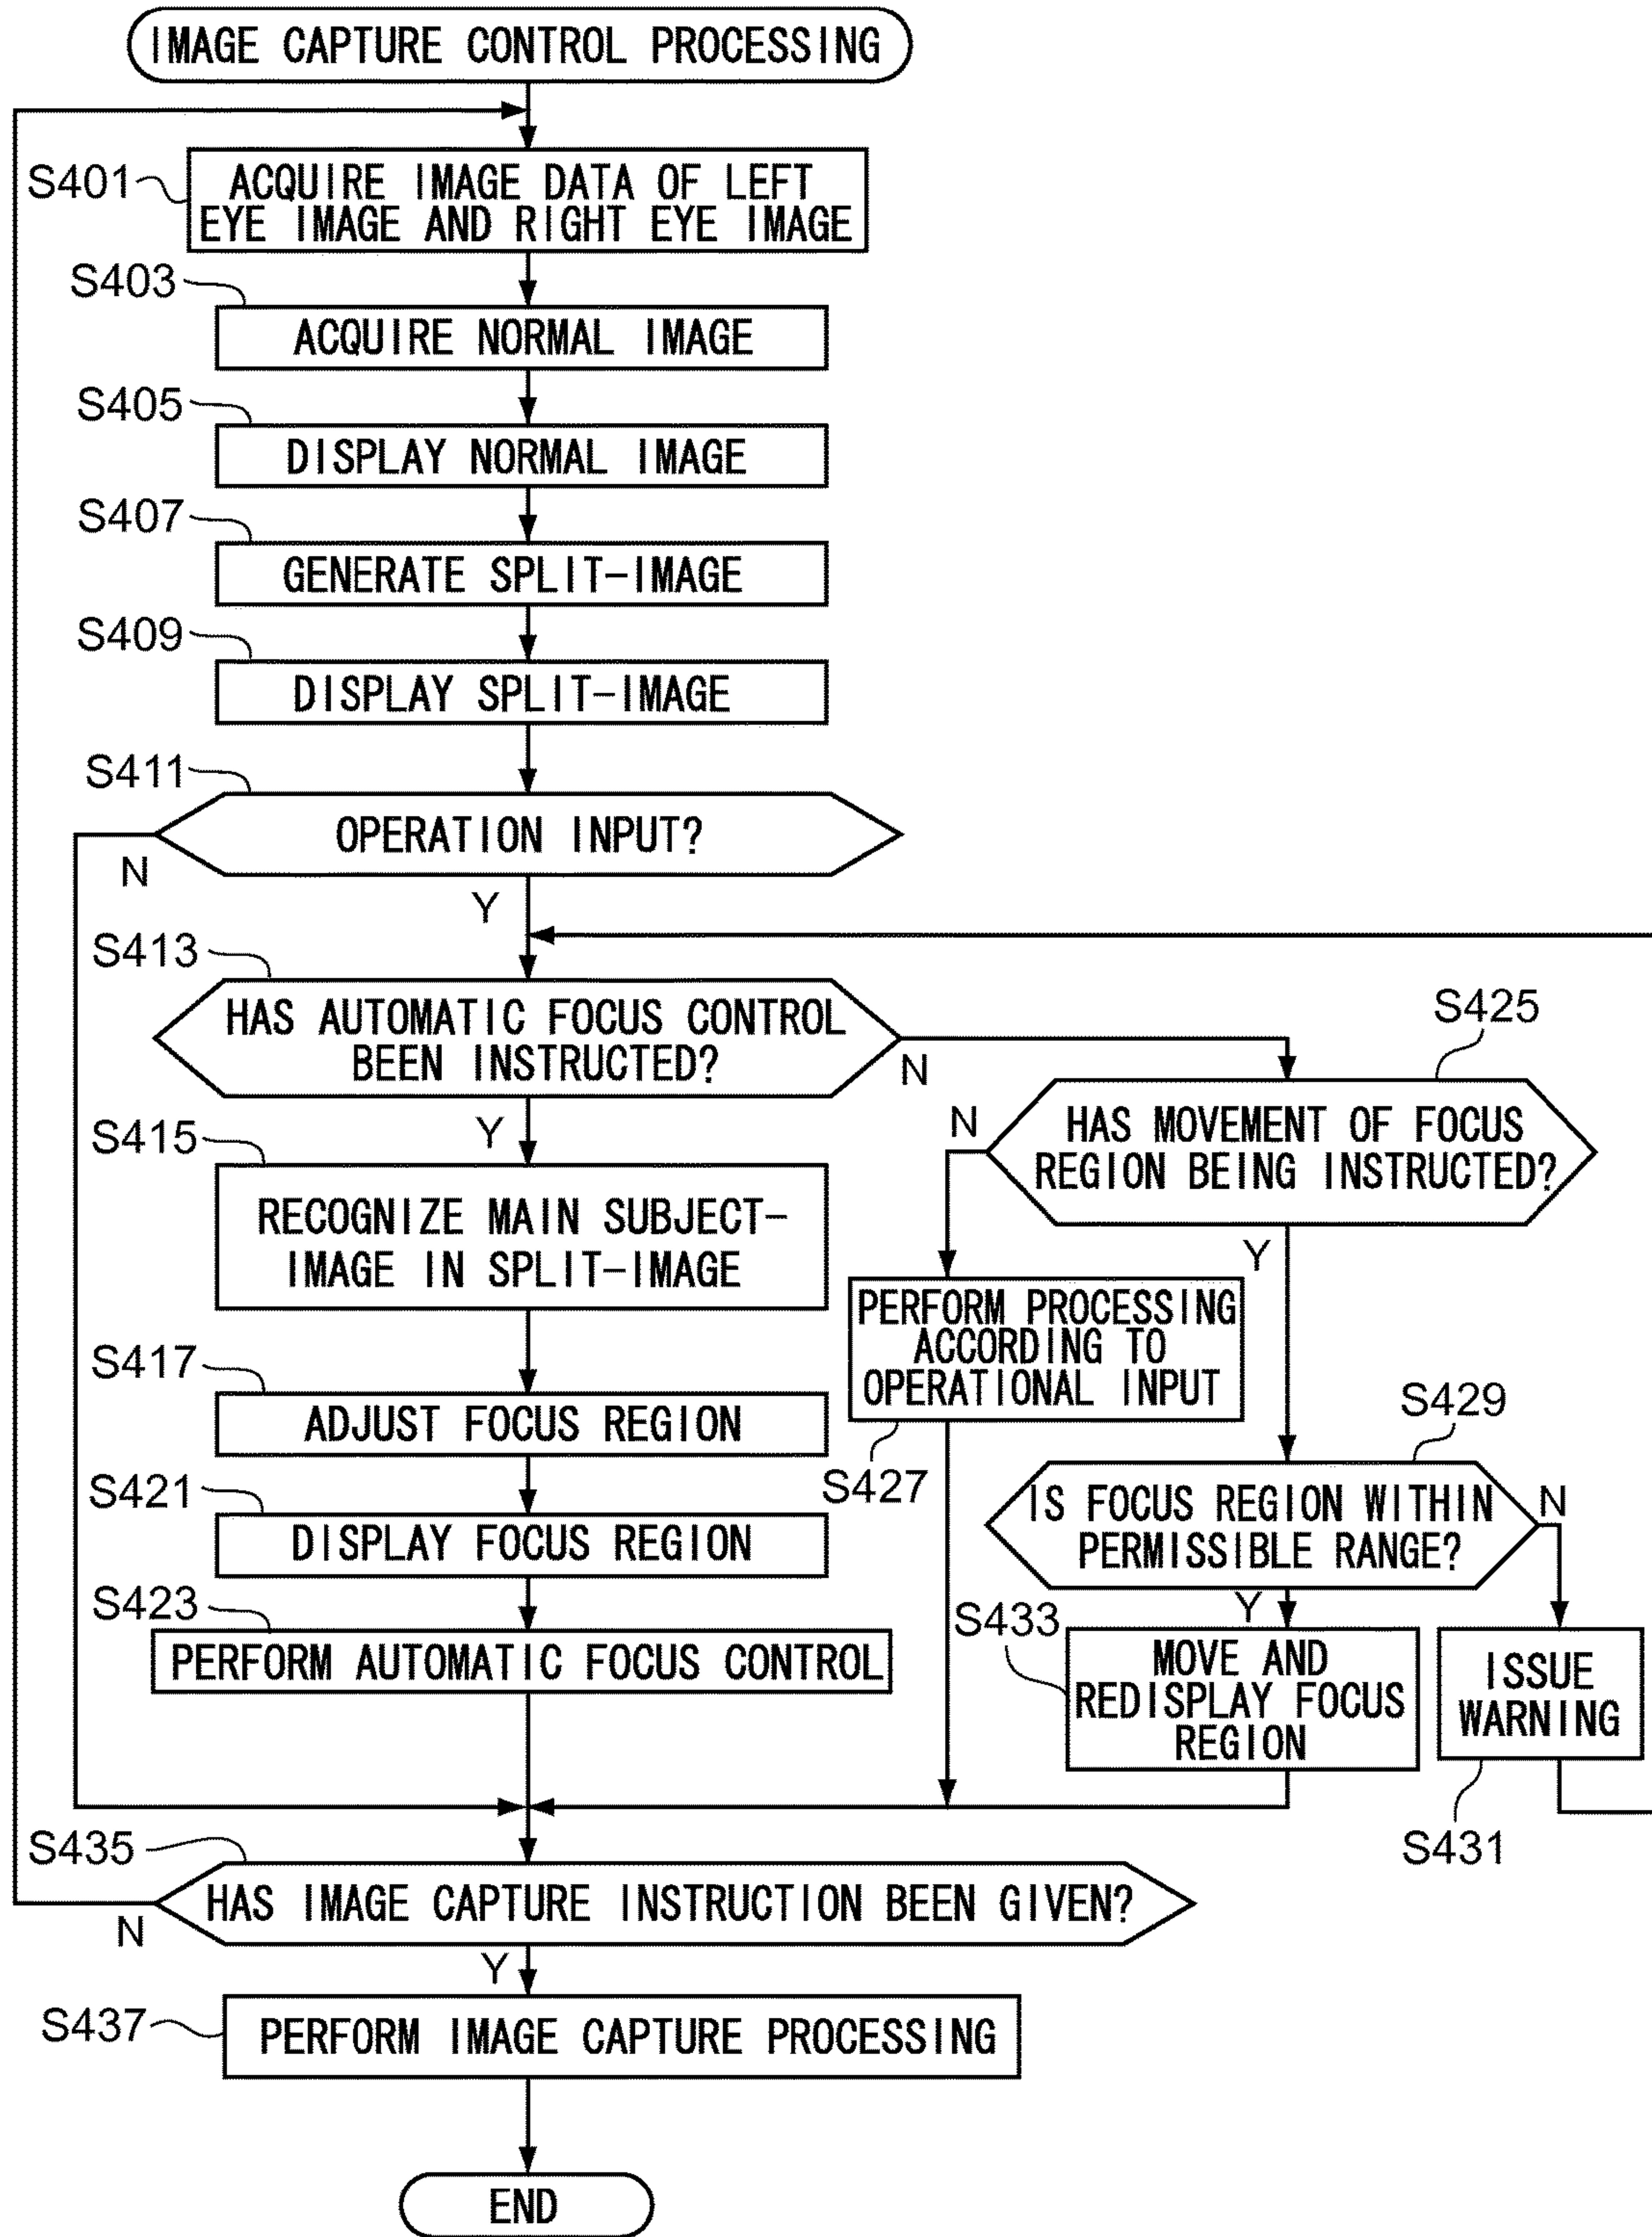 IMAGE CAPTURE CONTROL PROCESSING
S401
ACQUIRE IMAGE DATA OF LEFT
EYE IMAGE AND RIGHT EYE IMAGE
S403
ACQUIRE NORMAL IMAGE
S405
DISPLAY NORMAL IMAGE
S407
GENERATE SPLIT-IMAGE
S409
DISPLAY SPLIT-IMAGE
S411
OPERATION INPUT?
N
Y
S413
HAS AUTOMATIC FOCUS CONTROL
BEEN INSTRUCTED?
N
Y
S415
RECOGNIZE MAIN SUBJECT-
IMAGE IN SPLIT-IMAGE
S417
ADJUST FOCUS REGION
S421
DISPLAY FOCUS REGION
S423
PERFORM AUTOMATIC FOCUS CONTROL
S425
HAS MOVEMENT OF FOCUS
REGION BEING INSTRUCTED?
N
Y
PERFORM PROCESSING
ACCORDING TO
OPERATIONAL INPUT
S427
S429
IS FOCUS REGION WITHIN
PERMISSIBLE RANGE?
N
Y
S433
MOVE AND
REDISPLAY FOCUS
REGION
ISSUE
WARNING
S431
S435
HAS IMAGE CAPTURE INSTRUCTION BEEN GIVEN?
N
Y
S437
PERFORM IMAGE CAPTURE PROCESSING
END